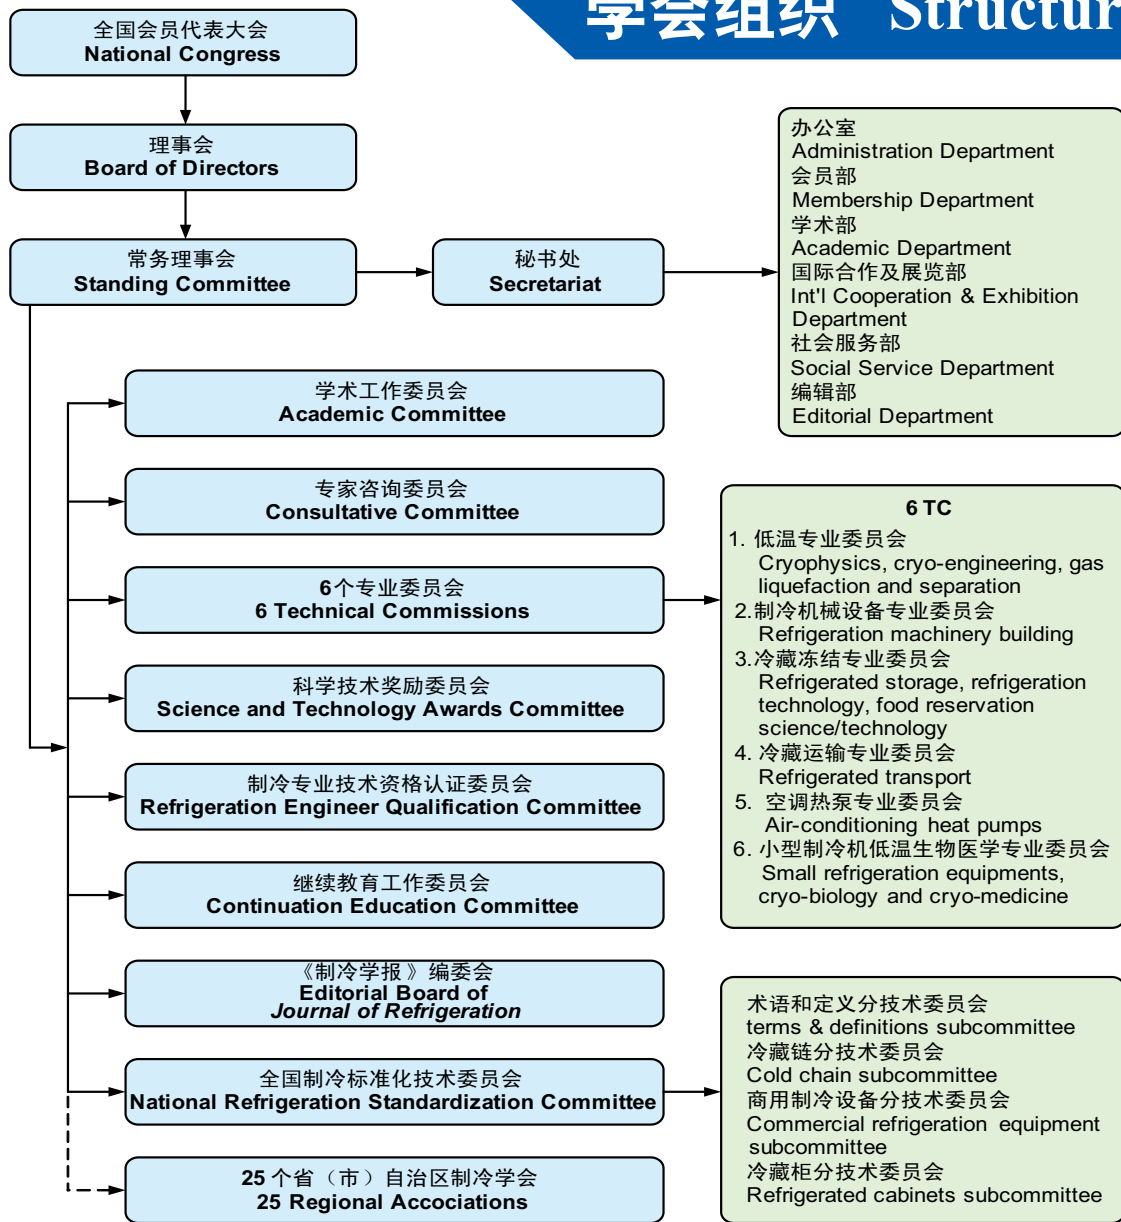 学会组织 Structur
全国会员代表大会
National Congress
理事会
Board of Directors
常务理事会
Standing Committee
秘书处
Secretariat
办公室
Administration Department
会员部
Membership Department
学术部
Academic Department
国际合作及展览部
Int'l Cooperation & Exhibition
Department
社会服务部
Social Service Department
编辑部
Editorial Department
学术工作委员会
Academic Committee
专家咨询委员会
Consultative Committee
6个专业委员会
6 Technical Commissions
科学技术奖励委员会
Science and Technology Awards Committee
制冷专业技术资格认证委员会
Refrigeration Engineer Qualification Committee
继续教育工作委员会
Continuation Education Committee
《制冷学报》编委会
Editorial Board of
Journal of Refrigeration
全国制冷标准化技术委员会
National Refrigeration Standardization Committee
25 个省（市）自治区制冷学会
25 Regional Accociations
6 TC
1. 低温专业委员会
Cryophysics, cryo-engineering, gas
liquefaction and separation
2.制冷机械设备专业委员会
Refrigeration machinery building
3.冷藏冻结专业委员会
Refrigerated storage, refrigeration
technology, food reservation
science/technology
4. 冷藏运输专业委员会
Refrigerated transport
5. 空调热泵专业委员会
Air-conditioning heat pumps
6. 小型制冷机低温生物医学专业委员会
Small refrigeration equipments,
cryo-biology and cryo-medicine
术语和定义分技术委员会
terms & definitions subcommittee
冷藏链分技术委员会
Cold chain subcommittee
商用制冷设备分技术委员会
Commercial refrigeration equipment
subcommittee
冷藏柜分技术委员会
Refrigerated cabinets subcommittee